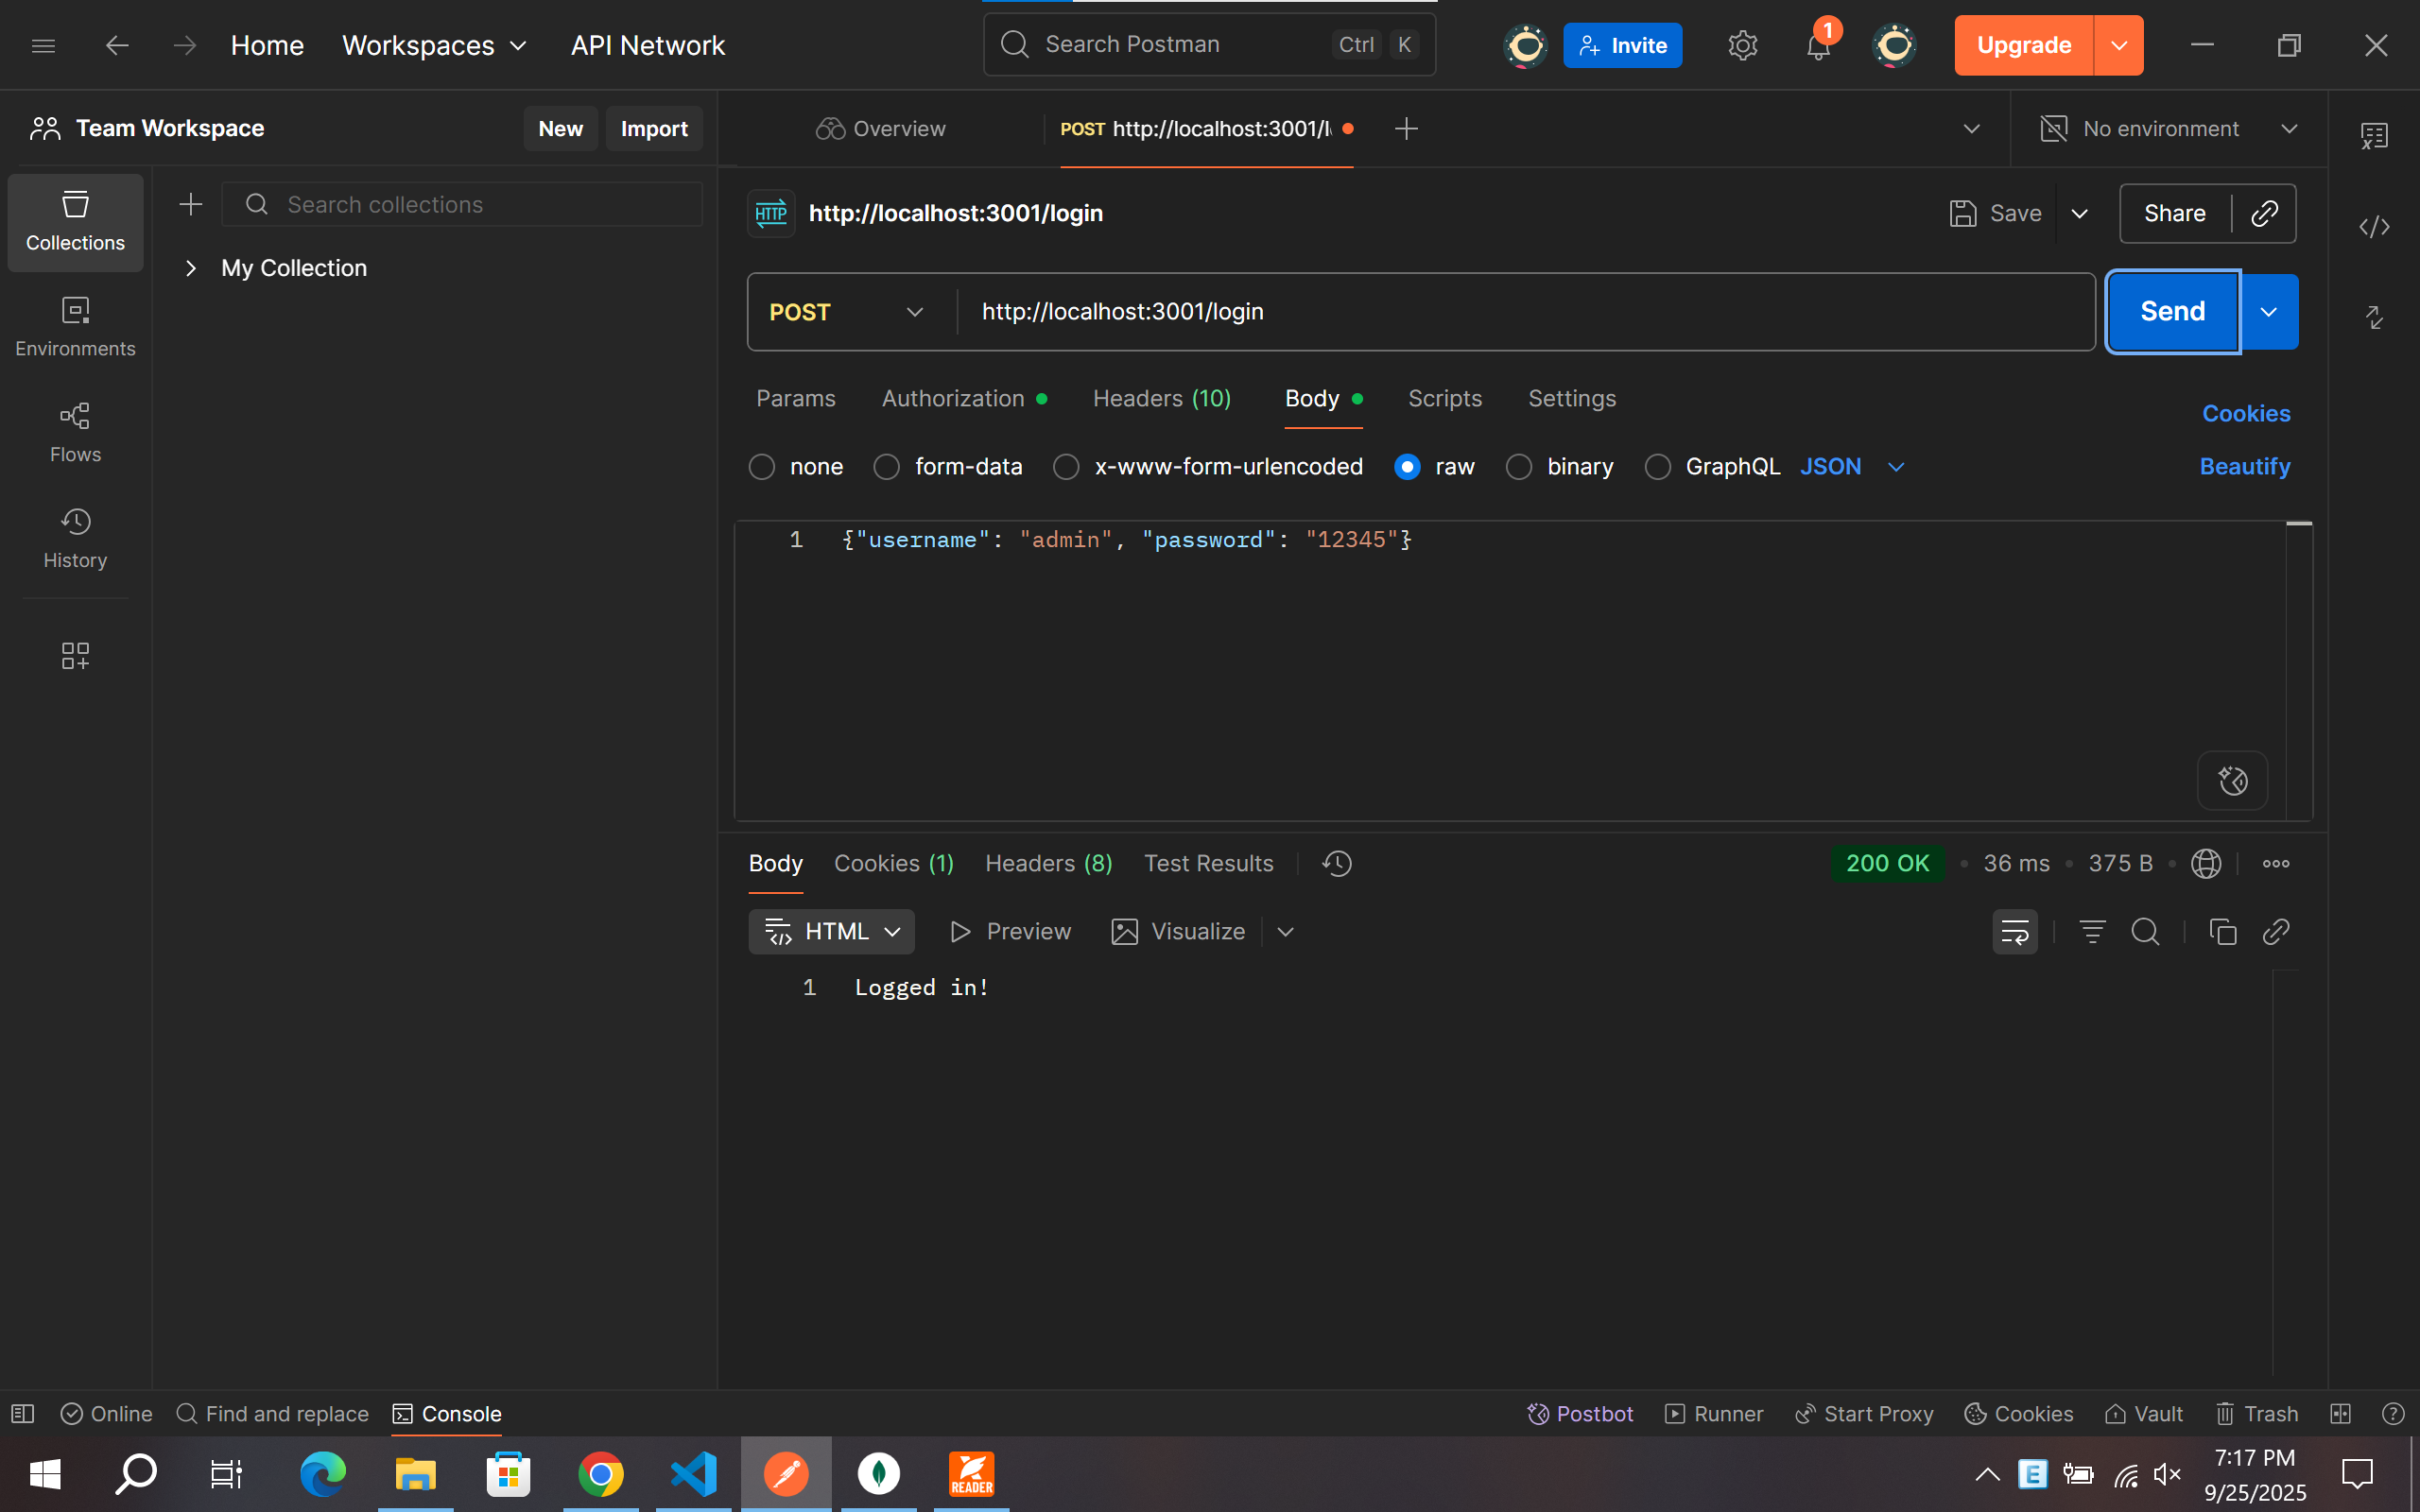 Home Workspaces API Network
Search Postman Ctrl K
Invite
1
Upgrade
Team Workspace New Import
Overview
POST http://localhost:3001/l
No environment
Collections
Environments
Flows
History
Search collections
My Collection
HTTP http://localhost:3001/login
Save Share
POST http://localhost:3001/login
Send
Params Authorization Headers (10) Body Scripts Settings
Cookies
none form-data x-www-form-urlencoded raw binary GraphQL JSON
Beautify
1 {"username": "admin", "password": "12345"}
Body Cookies (1) Headers (8) Test Results
200 OK • 36 ms • 375 B
HTML Preview Visualize
1 Logged in!
Online Find and replace Console
Postbot Runner Start Proxy Cookies Vault Trash
READER
E
7:17 PM
9/25/2025